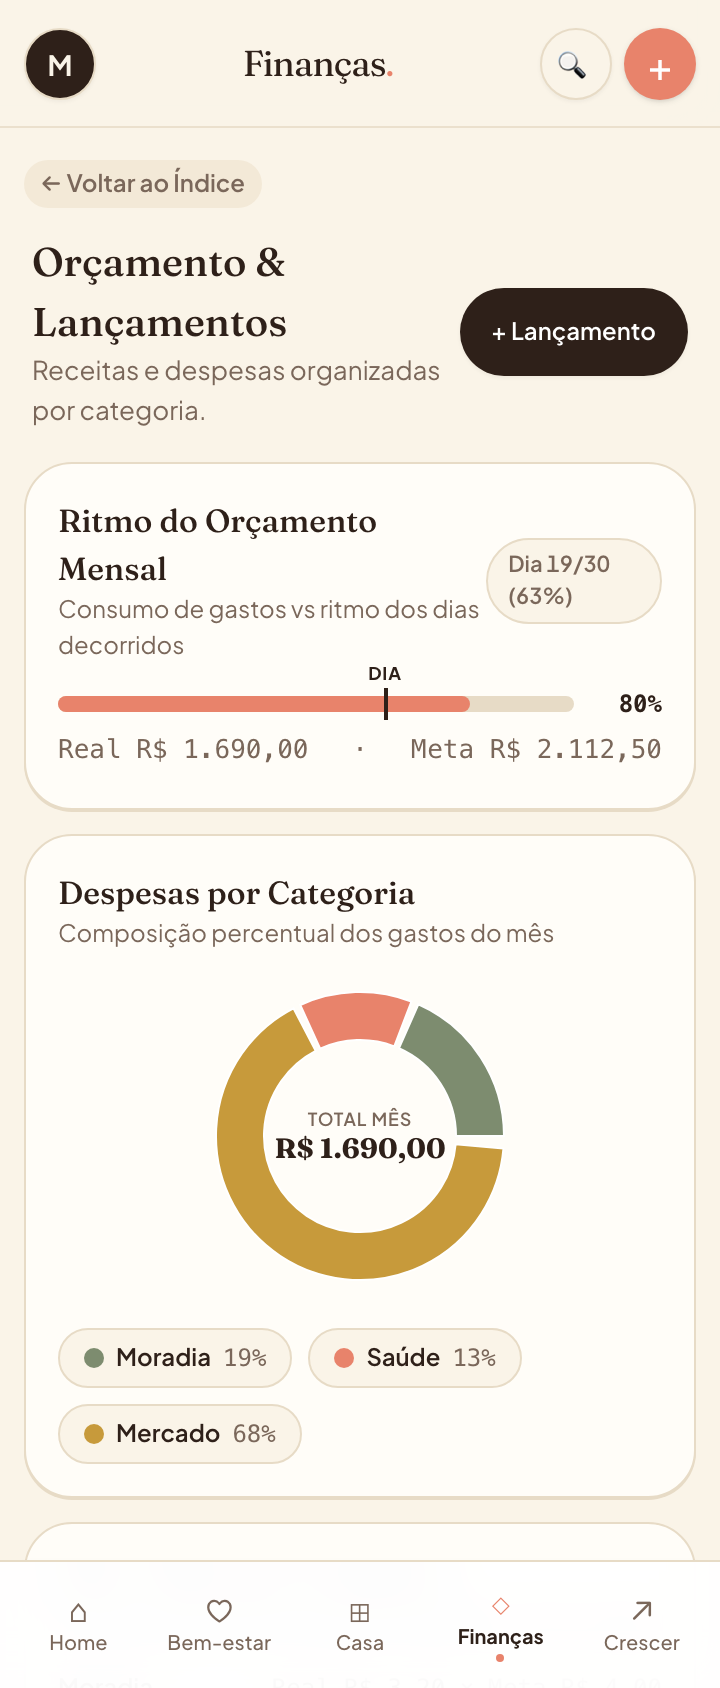 M
Finanças.
+
← Voltar ao Índice
Orçamento &
Lançamentos
+ Lançamento
Receitas e despesas organizadas
por categoria.
Ritmo do Orçamento
Mensal
Dia 19/30
(63%)
Consumo de gastos vs ritmo dos dias
decorridos
DIA
80%
Real R$ 1.690,00 · Meta R$ 2.112,50
Despesas por Categoria
Composição percentual dos gastos do mês
TOTAL MÊS
R$ 1.690,00
Moradia 19%
Saúde 13%
Mercado 68%
Home
Bem-estar
Casa
Finanças
Crescer